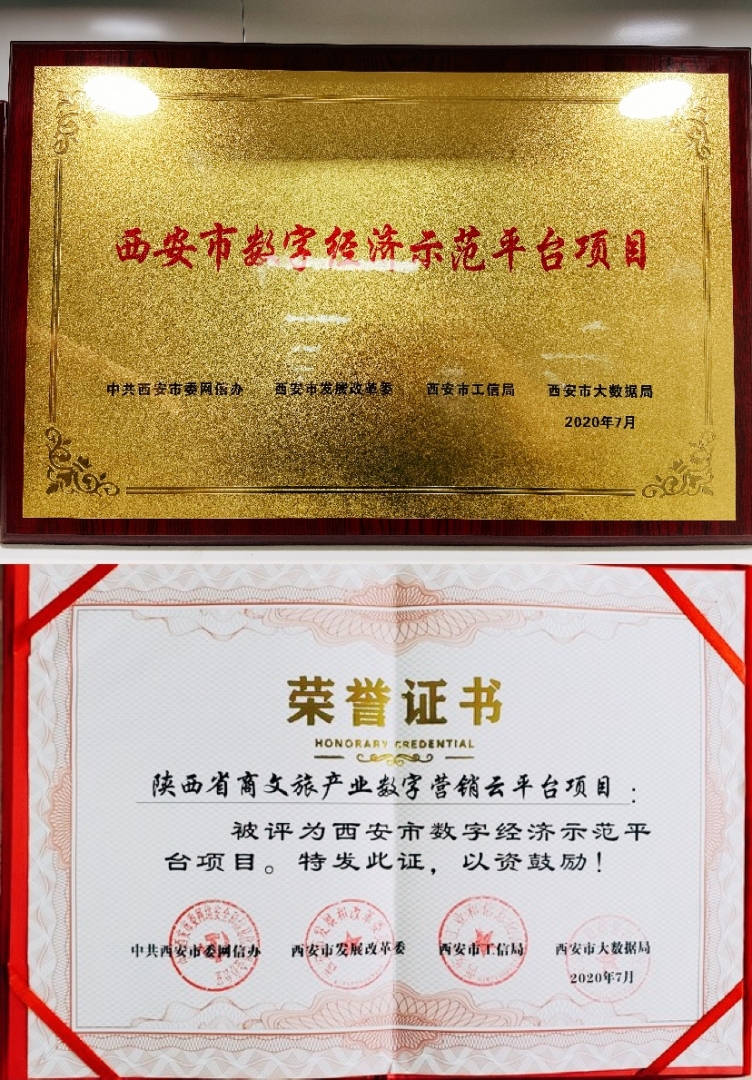 西安市数字经济示范平台项目
中共西安市委网信办 西安市发展改革委 西安市工信局 西安市大数据局
2020年7月
荣誉证书
HONORARY CREDENTIAL
陕西省商文旅产业数字营销云平台项目：
被评为西安市数字经济示范平
台项目。特发此证，以资鼓励！
中共西安市委网信办 西安市发展改革委 西安市工信局 西安市大数据局
2020年7月